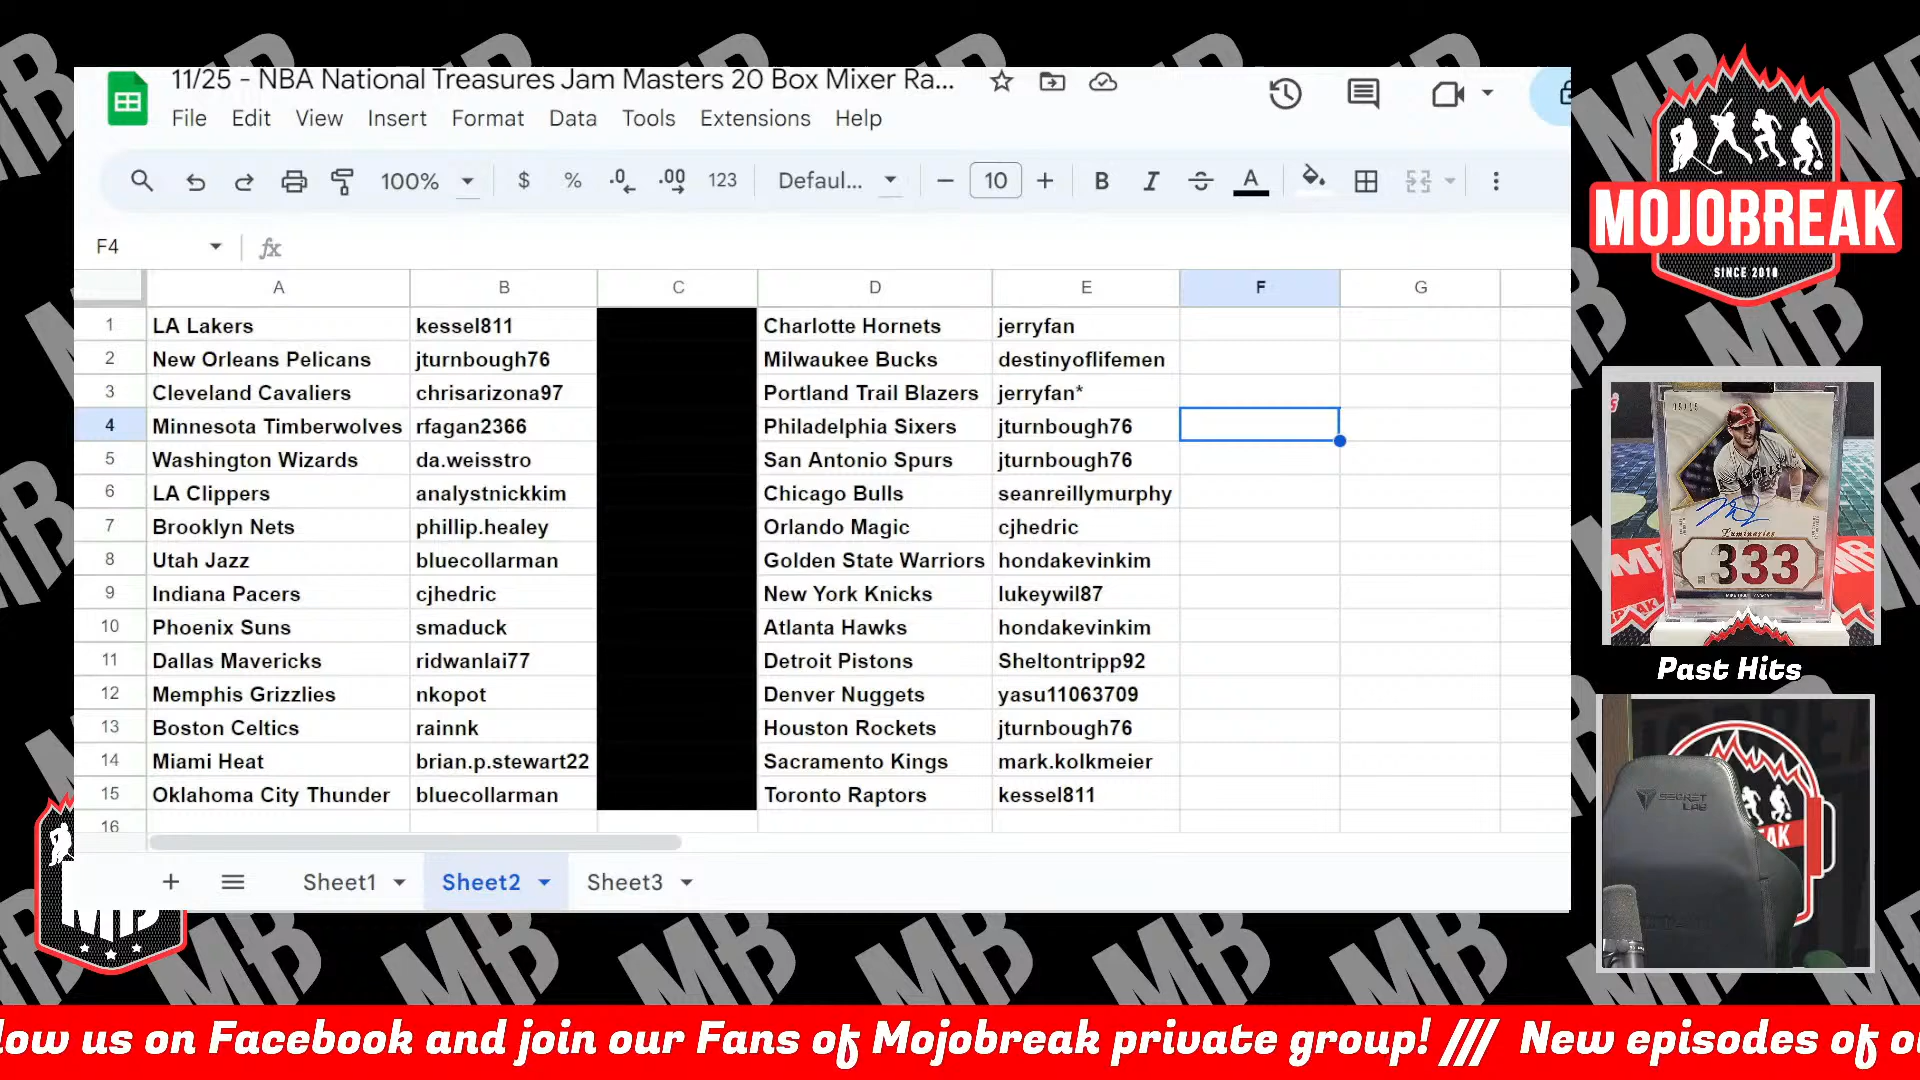 11/25 - NBA National Treasures Jam Masters 20 Box Mixer Ra...
File Edit View Insert Format Data Tools Extensions Help
100% $ % .0 .00 123 Defaul... 10 B I A
F4 fx
A B C D E F G
1 LA Lakers kessel811 Charlotte Hornets jerryfan
2 New Orleans Pelicans jturnbough76 Milwaukee Bucks destinyoflifemen
3 Cleveland Cavaliers chrisarizona97 Portland Trail Blazers jerryfan*
4 Minnesota Timberwolves rfagan2366 Philadelphia Sixers jturnbough76
5 Washington Wizards da.weisstro San Antonio Spurs jturnbough76
6 LA Clippers analystnickkim Chicago Bulls seanreillymurphy
7 Brooklyn Nets phillip.healey Orlando Magic cjhedric
8 Utah Jazz bluecollarman Golden State Warriors hondakevinkim
9 Indiana Pacers cjhedric New York Knicks lukeywil87
10 Phoenix Suns smaduck Atlanta Hawks hondakevinkim
11 Dallas Mavericks ridwanlai77 Detroit Pistons Sheltontripp92
12 Memphis Grizzlies nkopot Denver Nuggets yasu11063709
13 Boston Celtics rainnk Houston Rockets jturnbough76
14 Miami Heat brian.p.stewart22 Sacramento Kings mark.kolkmeier
15 Oklahoma City Thunder bluecollarman Toronto Raptors kessel811
16
Sheet1 Sheet2 Sheet3
MOJOBREAK
SINCE 2010
ANGELS
Luminaries
333
Past Hits
SECRET LAB
MB
low us on Facebook and join our Fans of Mojobreak private group! /// New episodes of ou